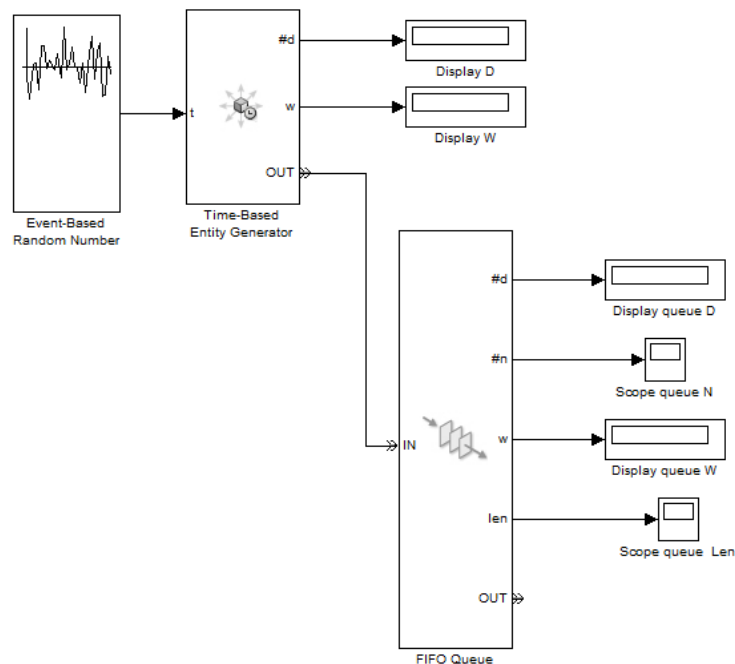 #d
Display D
t
w
Display W
OUT
Event-Based
Random Number
Time-Based
Entity Generator
#d
Display queue D
#n
Scope queue N
IN
w
Display queue W
len
Scope queue Len
OUT
FIFO Queue